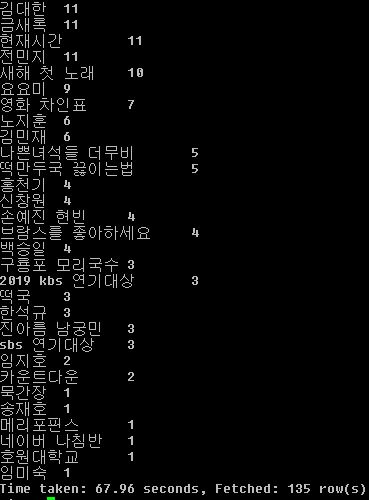 김대한 11
금새록 11
현재시간 11
전민지 11
새해 첫 노래 10
요요미 9
영화 차인표 7
노지훈 6
김민재 6
나쁜녀석들 더무비 5
떡만두국 끓이는법 5
홍천기 4
신창원 4
손예진 현빈 4
브람스를 좋아하세요 4
백승일 4
구룡포 모리국수 3
2019 kbs 연기대상 3
떡국 3
한석규 3
진아름 남궁민 3
sbs 연기대상 3
임지호 2
카운트다운 2
묵간장 1
송재호 1
메리포핀스 1
네이버 나침반 1
호원대학교 1
임미숙 1
Time taken: 67.96 seconds, Fetched: 135 row(s)